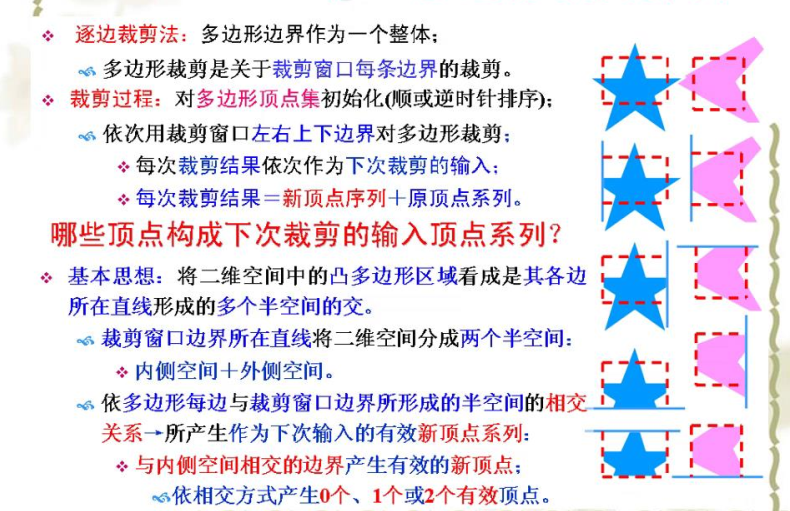 逐边裁剪法：多边形边界作为一个整体；
多边形裁剪是关于裁剪窗口每条边界的裁剪。
裁剪过程：对多边形顶点集初始化(顺或逆时针排序)；
依次用裁剪窗口左右上下边界对多边形裁剪；
每次裁剪结果依次作为下次裁剪的输入；
每次裁剪结果＝新顶点序列＋原顶点系列。
哪些顶点构成下次裁剪的输入顶点系列？
基本思想：将二维空间中的凸多边形区域看成是其各边
所在直线形成的多个半空间的交。
裁剪窗口边界所在直线将二维空间分成两个半空间：
内侧空间＋外侧空间。
依多边形每边与裁剪窗口边界所形成的半空间的相交
关系→所产生作为下次输入的有效新顶点系列：
与内侧空间相交的边界产生有效的新顶点；
依相交方式产生0个、1个或2个有效顶点。